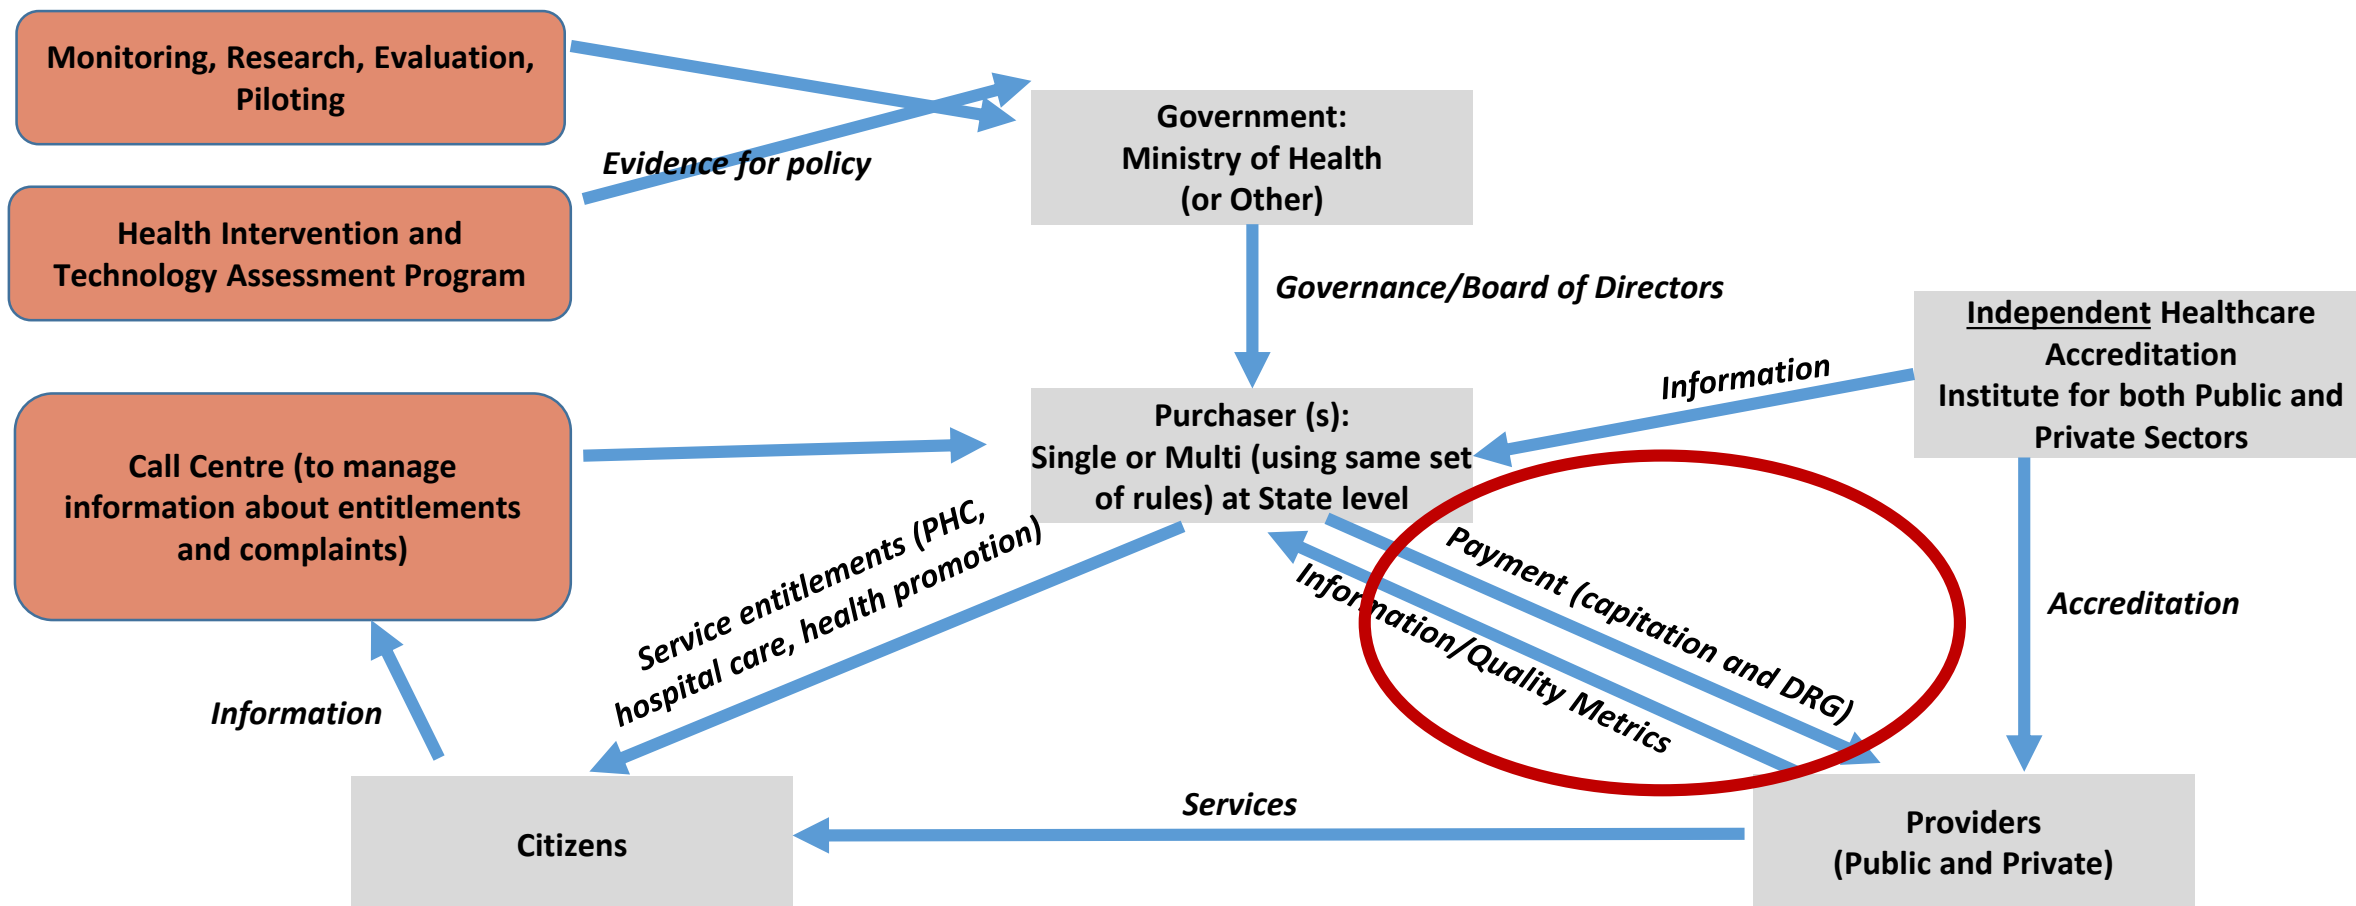 Monitoring, Research, Evaluation,
Piloting
Government:
Ministry of Health
(or Other)
Evidence for policy
Health Intervention and
Technology Assessment Program
Governance/Board of Directors
Independent Healthcare
Accreditation
Institute for both Public and
Private Sectors
Information
Purchaser (s):
Single or Multi (using same set
of rules) at State level
Call Centre (to manage
information about entitlements
and complaints)
Service entitlements (PHC,
hospital care, health promotion)
Payment (capitation and DRG)
Information/Quality Metrics
Accreditation
Information
Services
Citizens
Providers
(Public and Private)